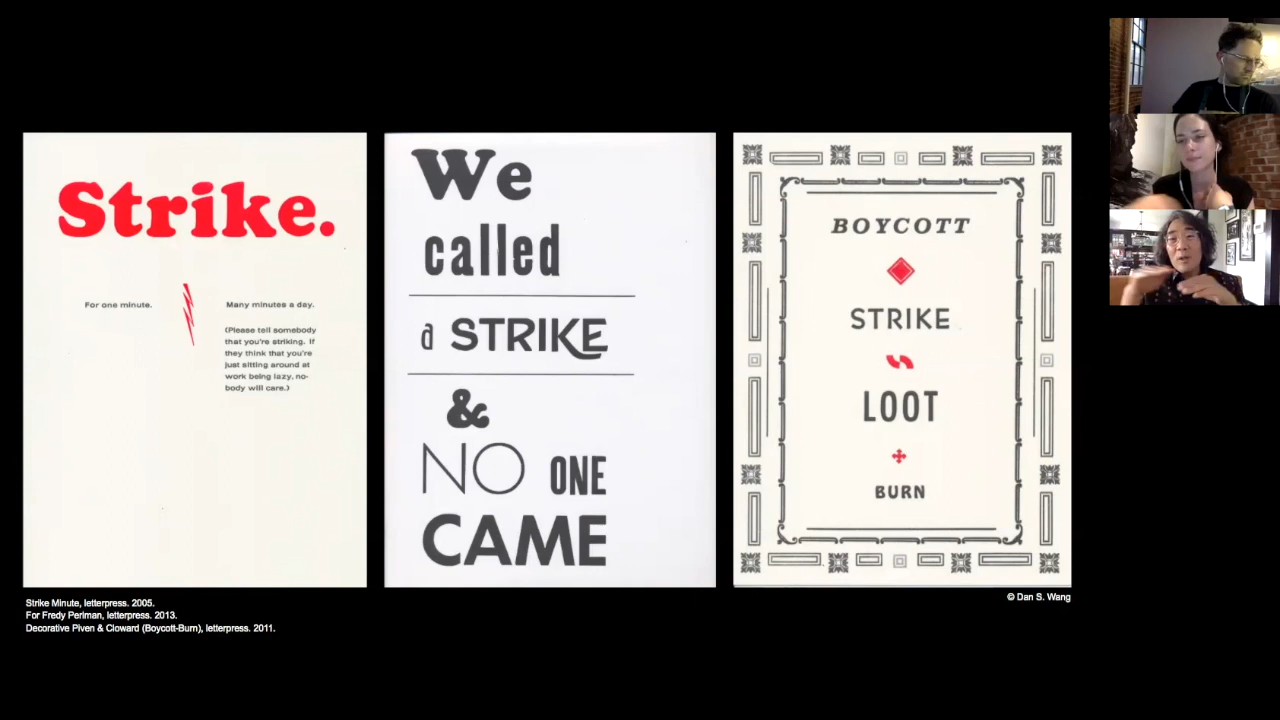 Strike.
For one minute.
Many minutes a day.
(Please tell somebody
that you're striking. If
they think that you're
just sitting around at
work being lazy, no-
body will care.)
We
called
a STRIKE
&
NO ONE
CAME
BOYCOTT
STRIKE
LOOT
BURN
Strike Minute, letterpress. 2005.
For Fredy Perlman, letterpress. 2013.
Decorative Piven & Cloward (Boycott-Burn), letterpress. 2011.
© Dan S. Wang